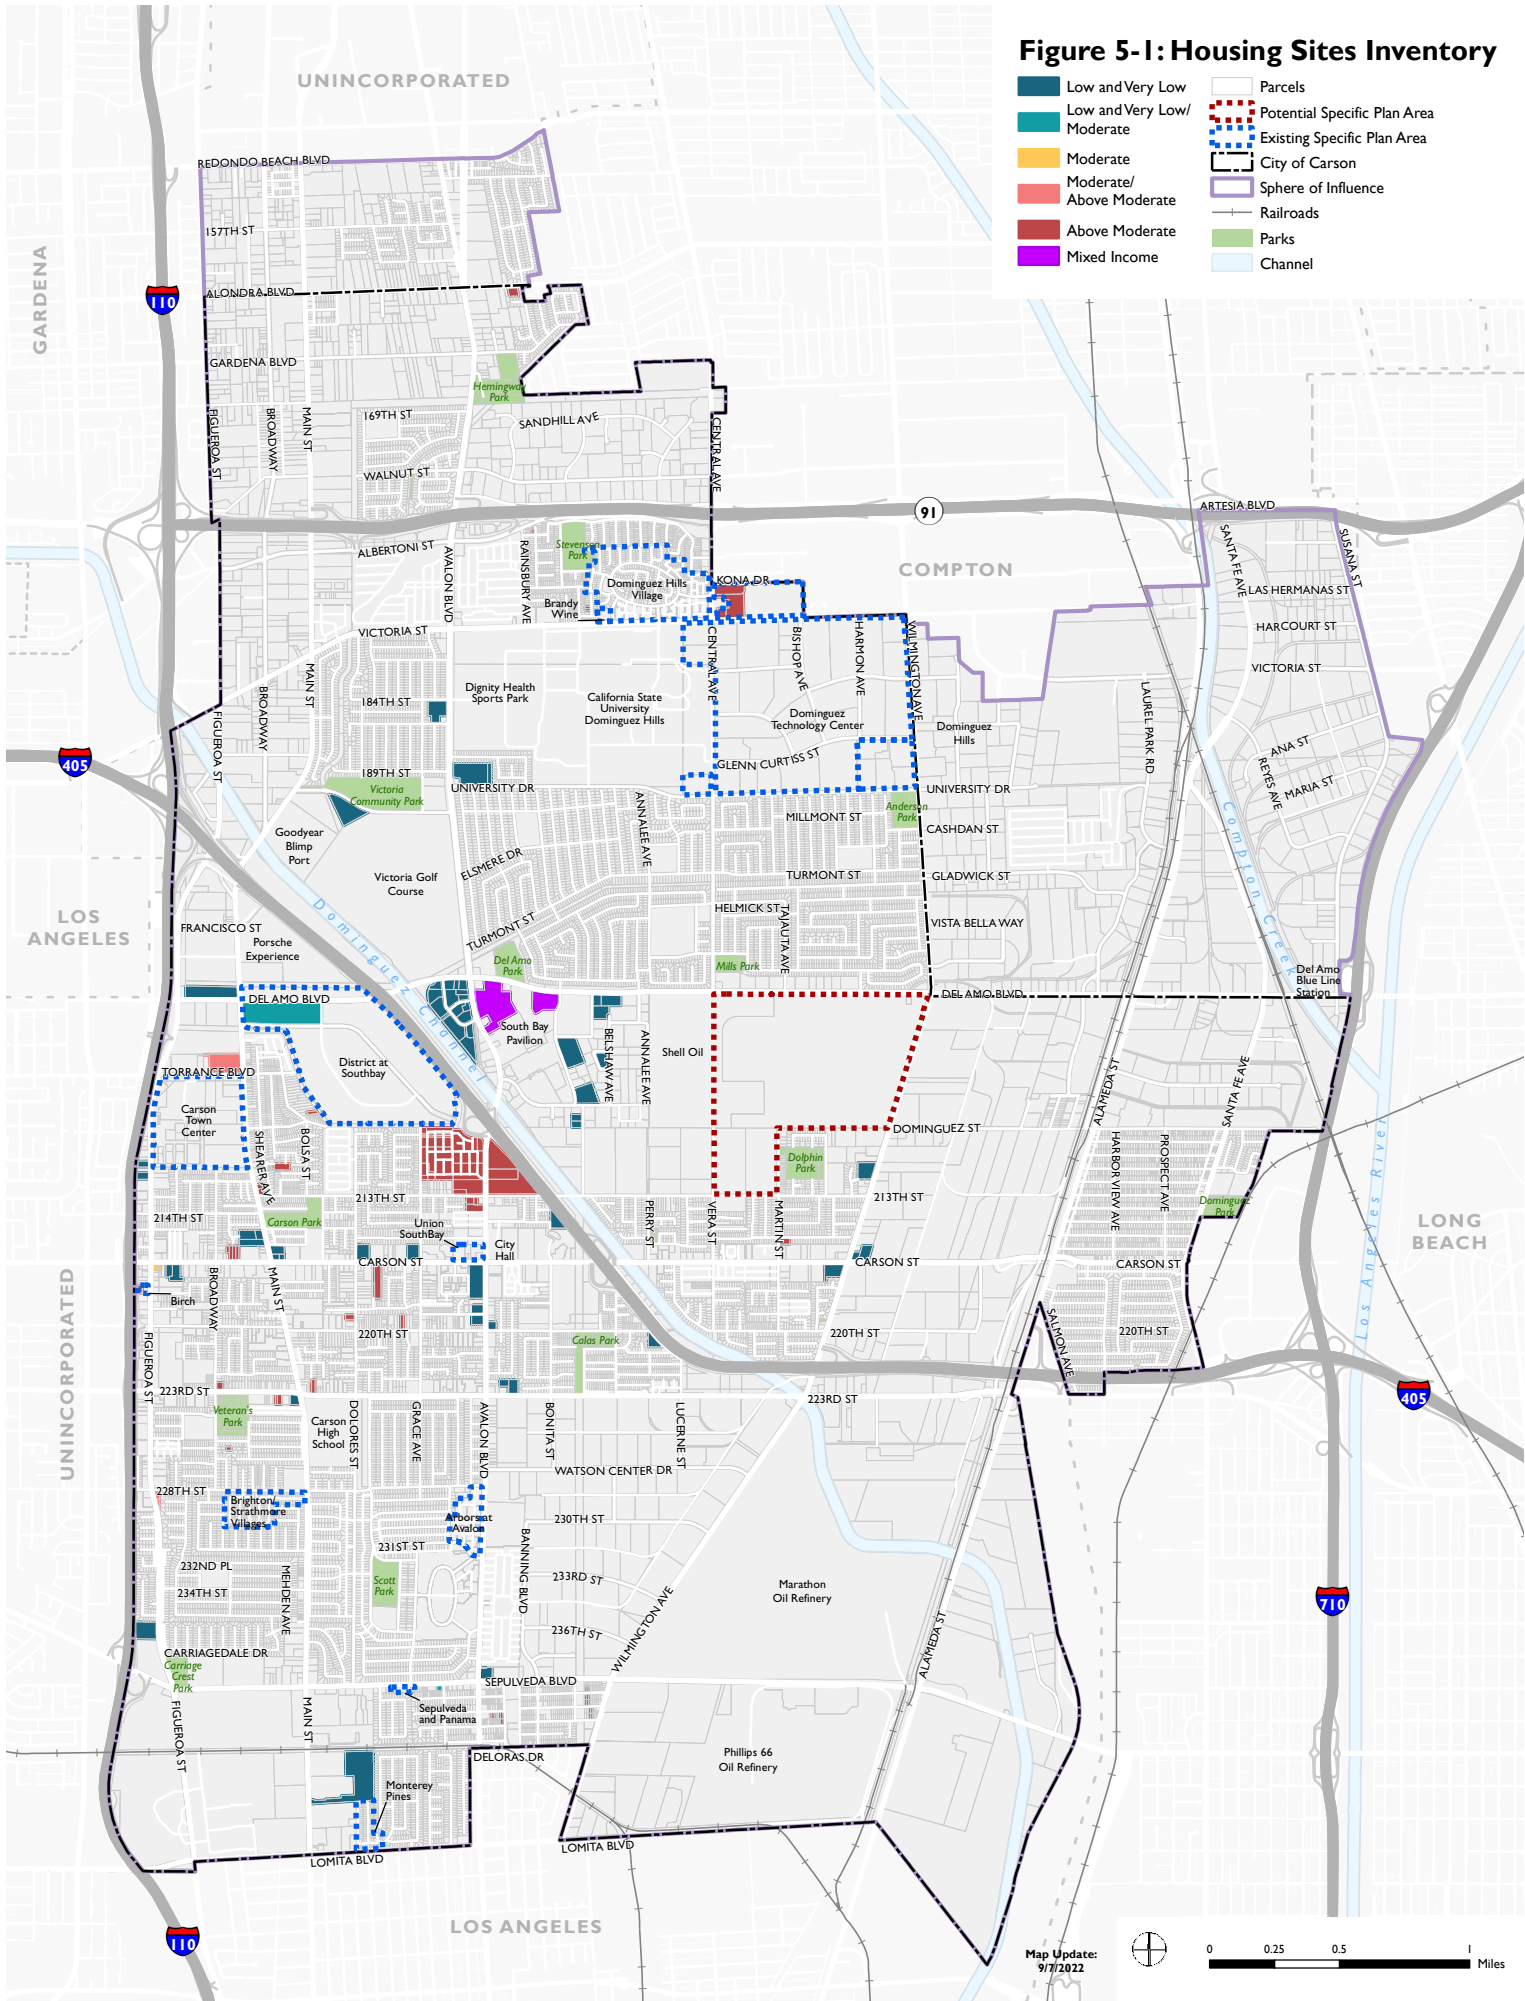 Figure 5-1: Housing Sites Inventory
Low and Very Low
Low and Very Low/
Moderate
Moderate
Moderate/
Above Moderate
Above Moderate
Mixed Income
Parcels
Potential Specific Plan Area
Existing Specific Plan Area
City of Carson
Sphere of Influence
Railroads
Parks
Channel
UNINCORPORATED
REDONDO BEACH BLVD
GARDENA
157TH ST
110
ALONDRA BLVD
GARDENA BLVD
Hemingway
Park
FIGUEROA ST
BROADWAY
MAIN ST
169TH ST
SANDHILL AVE
CENTRAL AVE
WALNUT ST
91
ARTESIA BLVD
ALBERTONI ST
AVALON BLVD
RAINSBURY AVE
Stevenson
Park
SANTA FE AVE
SUSANA ST
COMPTON
Dominguez Hills
Village
KONA DR
Brandy
Wine
LAS HERMANAS ST
HARCOURT ST
VICTORIA ST
VICTORIA ST
MAIN ST
BROADWAY
FIGUEROA ST
CENTRAL AVE
BISHOP AVE
HARMON AVE
WILMINGTON AVE
LAUREL PARK RD
184TH ST
Dignity Health
Sports Park
California State
University
Dominguez Hills
Dominguez
Technology Center
Dominguez
Hills
405
189TH ST
Victoria
Community Park
UNIVERSITY DR
GLENN CURTISS ST
UNIVERSITY DR
ANA ST
REYES AVE
MARIA ST
Goodyear
Blimp
Port
ANNALEE AVE
MILLMONT ST
Anderson
Park
CASHDAN ST
Compton Creek
Victoria Golf
Course
ELSMERE DR
TURMONT ST
GLADWICK ST
LOS
ANGELES
Dominguez Channel
HELMICK ST
TAJAUTA AVE
VISTA BELLA WAY
FRANCISCO ST
Porsche
Experience
TURMONT ST
Del Amo
Park
Mills Park
Del Amo
Blue Line
Station
DEL AMO BLVD
DEL AMO BLVD
South Bay
Pavilion
BELSHAW AVE
ANNALEE AVE
Shell Oil
District at
Southbay
TORRANCE BLVD
Carson
Town
Center
SHEARER AVE
BOLSA ST
ALAMEDA ST
SANTA FE AVE
DOMINGUEZ ST
Dolphin
Park
HARBOR VIEW AVE
PROSPECT AVE
Los Angeles River
213TH ST
213TH ST
Dominguez
Park
214TH ST
Carson Park
Union
SouthBay
City
Hall
PERRY ST
VERA ST
MARTIN ST
LONG
BEACH
CARSON ST
CARSON ST
CARSON ST
UNINCORPORATED
Birch
BROADWAY
MAIN ST
FIGUEROA ST
220TH ST
Calas Park
220TH ST
SALMON AVE
220TH ST
223RD ST
223RD ST
405
Veteran's
Park
Carson
High
School
DOLORES ST
GRACE AVE
AVALON BLVD
BONITA ST
LUCERNE ST
WATSON CENTER DR
228TH ST
Brighton/
Strathmore
Villages
Arbors at
Avalon
230TH ST
231ST ST
BANNING BLVD
232ND PL
MEHDEN AVE
Scott
Park
233RD ST
234TH ST
Marathon
Oil Refinery
710
236TH ST
WILMINGTON AVE
ALAMEDA ST
CARRIAGEDALE DR
Carriage
Crest
Park
SEPULVEDA BLVD
FIGUEROA ST
MAIN ST
Sepulveda
and Panama
DELORAS DR
Phillips 66
Oil Refinery
Monterey
Pines
LOMITA BLVD
LOMITA BLVD
LOS ANGELES
110
Map Update:
9/7/2022
0 0.25 0.5 1
Miles